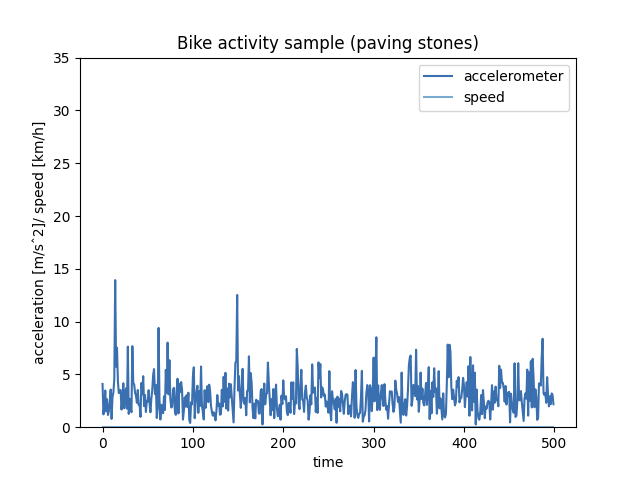 Bike activity sample (paving stones)
accelerometer
speed
acceleration [m/sˆ2]/ speed [km/h]
35
30
25
20
15
10
5
0
0
100
200
300
400
500
time